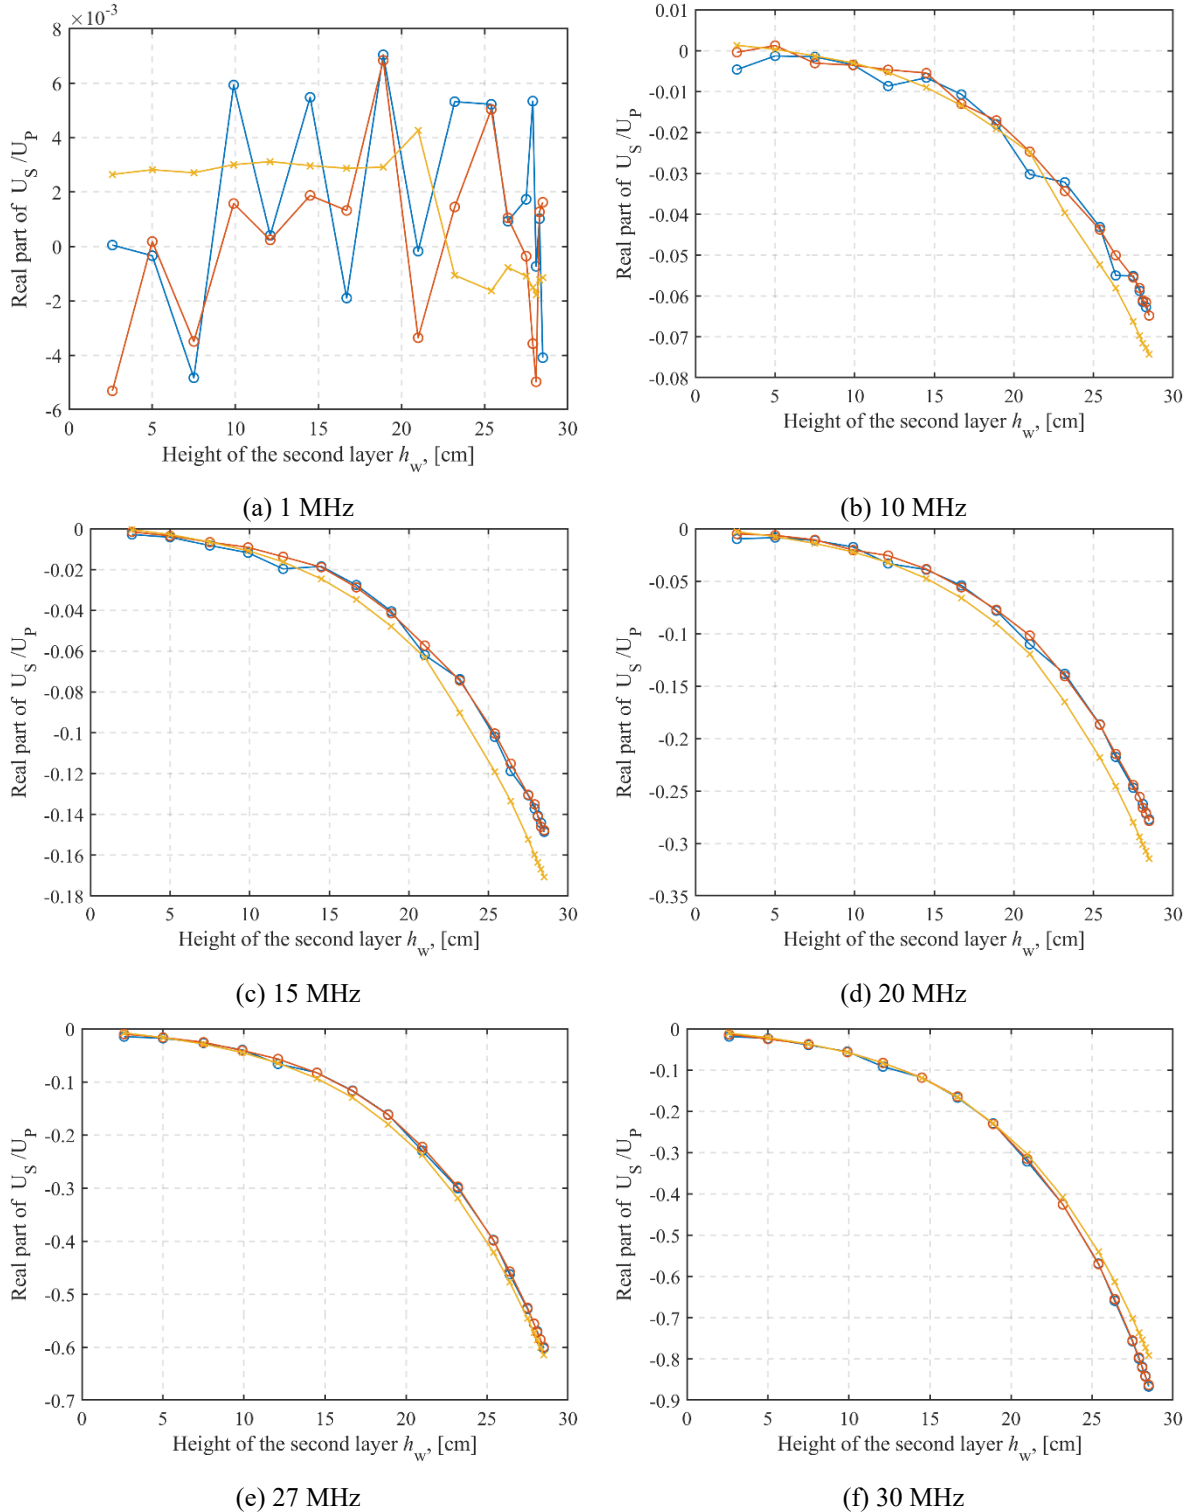 ×10⁻³
8
6
4
2
0
-2
-4
-6
0 5 10 15 20 25 30
Real part of U_S/U_P
Height of the second layer h_w, [cm]
(a) 1 MHz
0.01
0
-0.01
-0.02
-0.03
-0.04
-0.05
-0.06
-0.07
-0.08
0 5 10 15 20 25 30
Real part of U_S/U_P
Height of the second layer h_w, [cm]
(b) 10 MHz
0
-0.02
-0.04
-0.06
-0.08
-0.1
-0.12
-0.14
-0.16
-0.18
0 5 10 15 20 25 30
Real part of U_S/U_P
Height of the second layer h_w, [cm]
(c) 15 MHz
0
-0.05
-0.1
-0.15
-0.2
-0.25
-0.3
-0.35
0 5 10 15 20 25 30
Real part of U_S/U_P
Height of the second layer h_w, [cm]
(d) 20 MHz
0
-0.1
-0.2
-0.3
-0.4
-0.5
-0.6
-0.7
0 5 10 15 20 25 30
Real part of U_S/U_P
Height of the second layer h_w, [cm]
(e) 27 MHz
0
-0.1
-0.2
-0.3
-0.4
-0.5
-0.6
-0.7
-0.8
-0.9
0 5 10 15 20 25 30
Real part of U_S/U_P
Height of the second layer h_w, [cm]
(f) 30 MHz